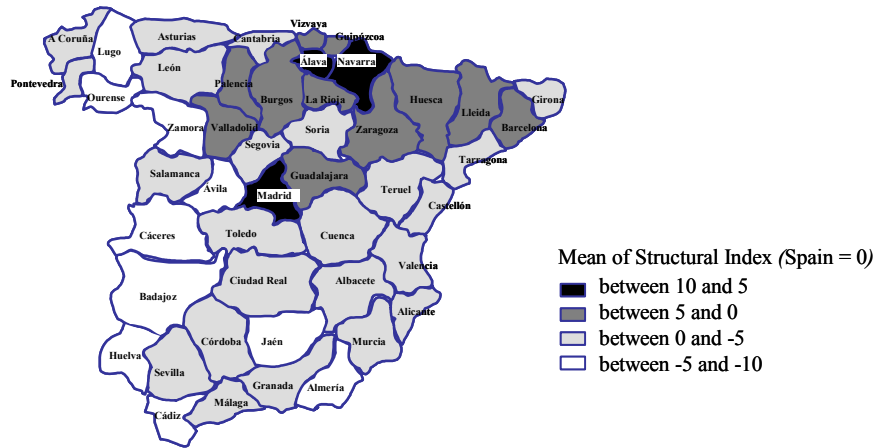 Vizvaya
A Coruña
Asturias
Cantabria
Guipúzcoa
Lugo
Álava
Navarra
León
Pontevedra
Palencia
Ourense
Burgos
La Rioja
Huesca
Lleida
Girona
Zamora
Valladolid
Soria
Zaragoza
Barcelona
Segovia
Tarragona
Salamanca
Ávila
Guadalajara
Madrid
Teruel
Castellón
Cáceres
Toledo
Cuenca
Valencia
Ciudad Real
Albacete
Badajoz
Alicante
Córdoba
Jaén
Murcia
Huelva
Sevilla
Granada
Almería
Málaga
Cádiz
Mean of Structural Index (Spain = 0)
between 10 and 5
between 5 and 0
between 0 and -5
between -5 and -10